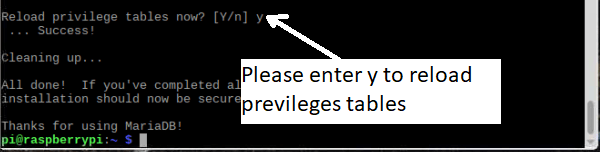 Reload privilege tables now? [Y/n] y
... Success!
Cleaning up...
All done! If you've completed al
installation should now be secure
Please enter y to reload
previleges tables
Thanks for using MariaDB!
pi@raspberrypi:~ $